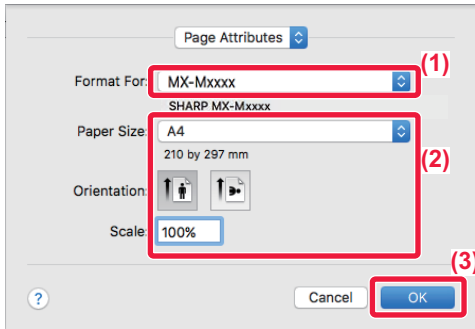 Page Attributes
(1)
Format For: MX-Mxxxx
SHARP MX-Mxxxx
Paper Size: A4
210 by 297 mm
(2)
Orientation:
Scale: 100%
(3)
? Cancel OK